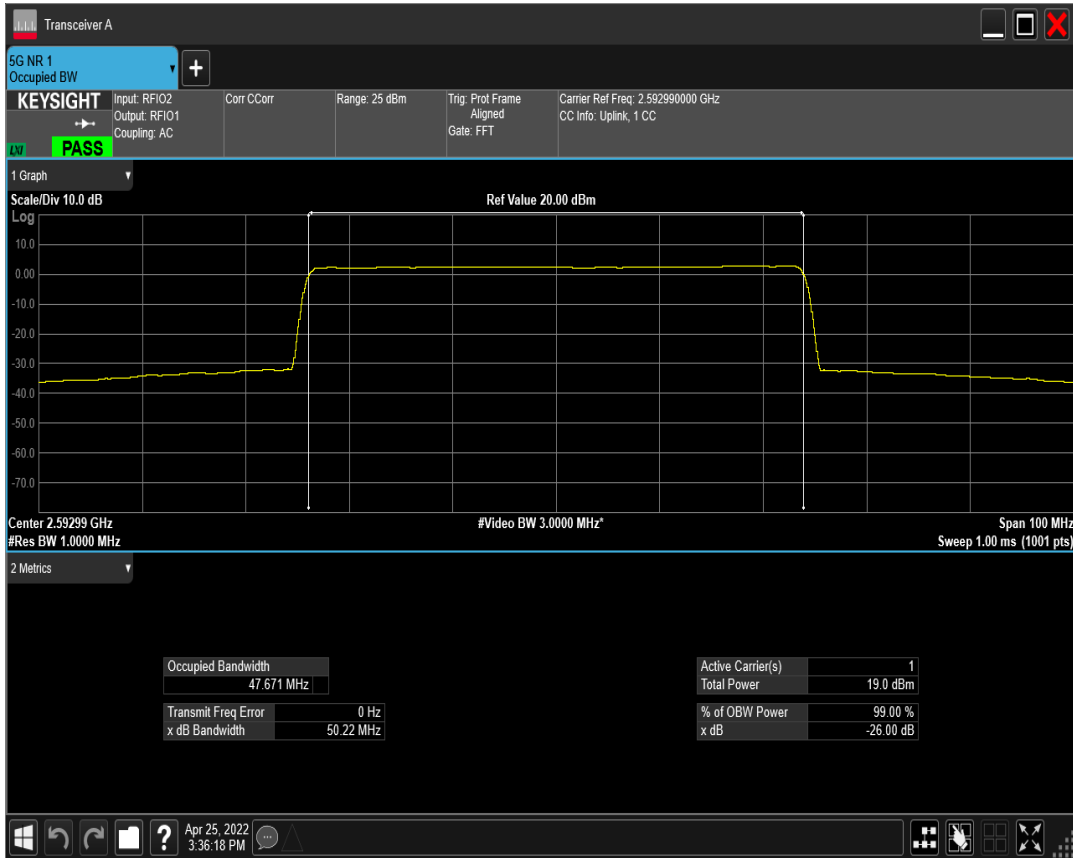 Transceiver A
5G NR 1
Occupied BW
+
KEYSIGHT
LXI
PASS
Input: RFIO2
Output: RFIO1
Coupling: AC
Corr CCorr
Range: 25 dBm
Trig: Prot Frame
Aligned
Gate: FFT
Carrier Ref Freq: 2.592990000 GHz
CC Info: Uplink, 1 CC
1 Graph
Scale/Div 10.0 dB
Ref Value 20.00 dBm
Log
10.0
0.00
-10.0
-20.0
-30.0
-40.0
-50.0
-60.0
-70.0
Center 2.59299 GHz
#Video BW 3.0000 MHz*
Span 100 MHz
#Res BW 1.0000 MHz
Sweep 1.00 ms (1001 pts)
2 Metrics
Occupied Bandwidth
47.671 MHz
Transmit Freq Error 0 Hz
x dB Bandwidth 50.22 MHz
Active Carrier(s) 1
Total Power 19.0 dBm
% of OBW Power 99.00 %
x dB -26.00 dB
?
Apr 25, 2022
3:36:18 PM